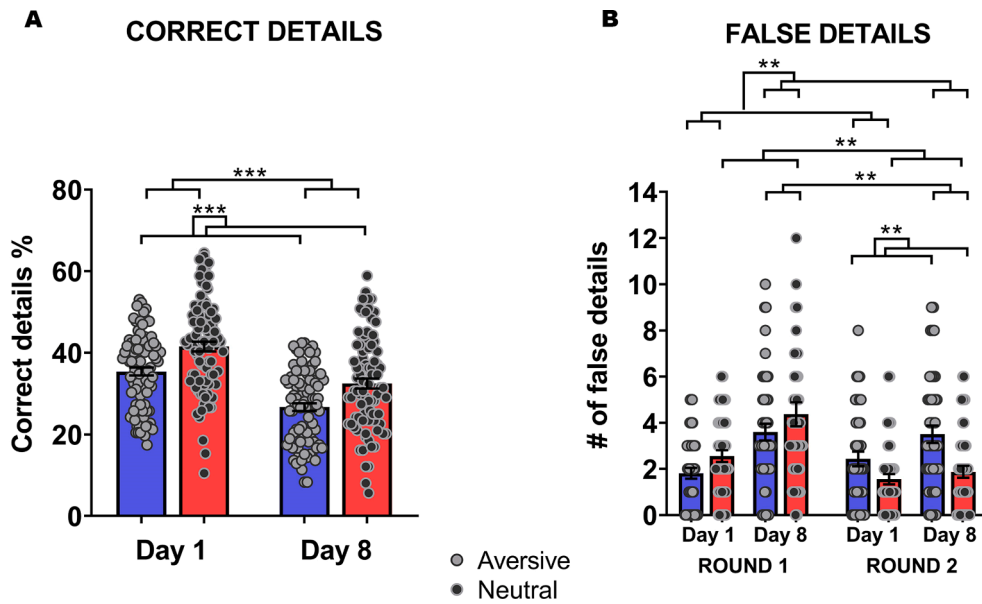 A
CORRECT DETAILS
***
***
80
60
40
20
0
Correct details %
Day 1
Day 8
Aversive
Neutral
B
FALSE DETAILS
**
**
**
**
14
12
10
8
6
4
2
0
# of false details
Day 1
Day 8
Day 1
Day 8
ROUND 1
ROUND 2